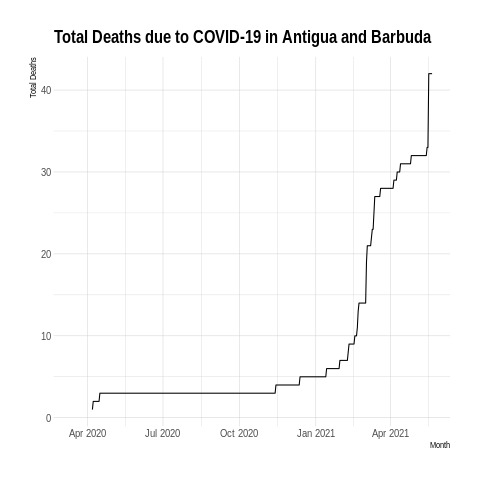 Total Deaths due to COVID-19 in Antigua and Barbuda
Total Deaths
40
30
20
10
0
Apr 2020 Jul 2020 Oct 2020 Jan 2021 Apr 2021
Month